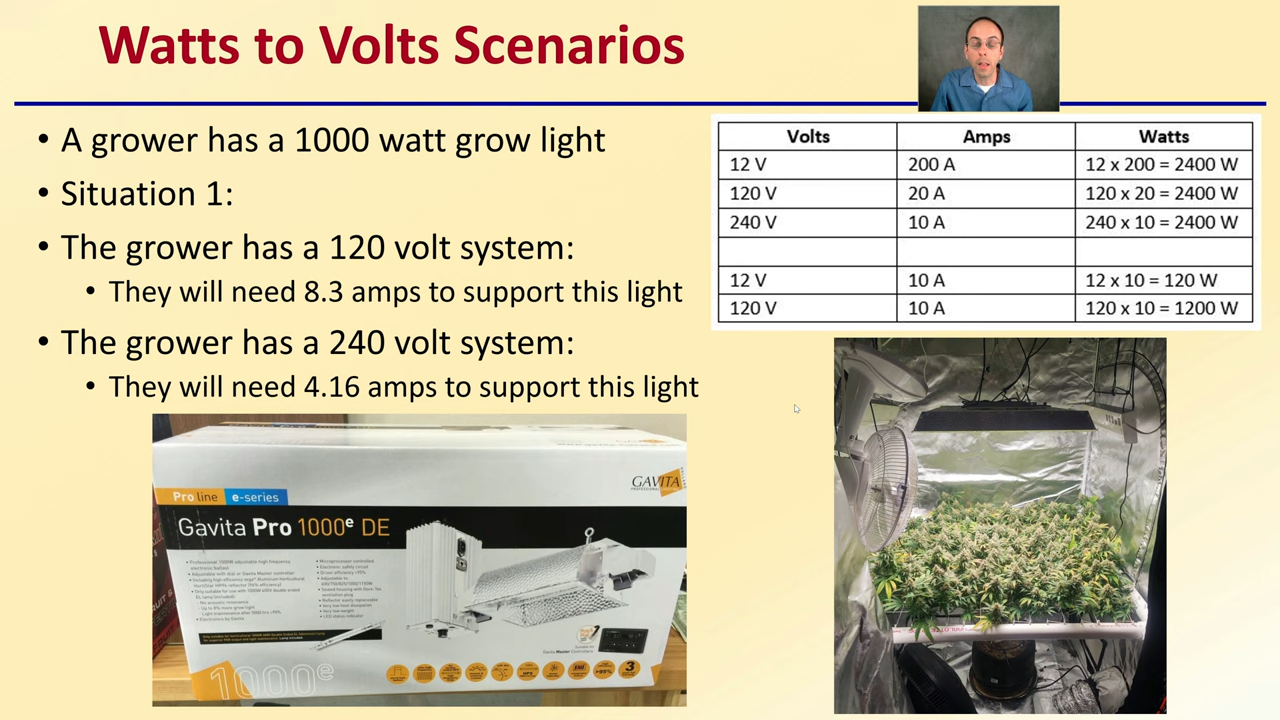 Watts to Volts Scenarios
• A grower has a 1000 watt grow light
• Situation 1:
• The grower has a 120 volt system:
• They will need 8.3 amps to support this light
• The grower has a 240 volt system:
• They will need 4.16 amps to support this light
Volts Amps Watts
12 V 200 A 12 x 200 = 2400 W
120 V 20 A 120 x 20 = 2400 W
240 V 10 A 240 x 10 = 2400 W
12 V 10 A 12 x 10 = 120 W
120 V 10 A 120 x 10 = 1200 W
GAVITA
Pro line e-series
Gavita Pro 1000e DE
1000e